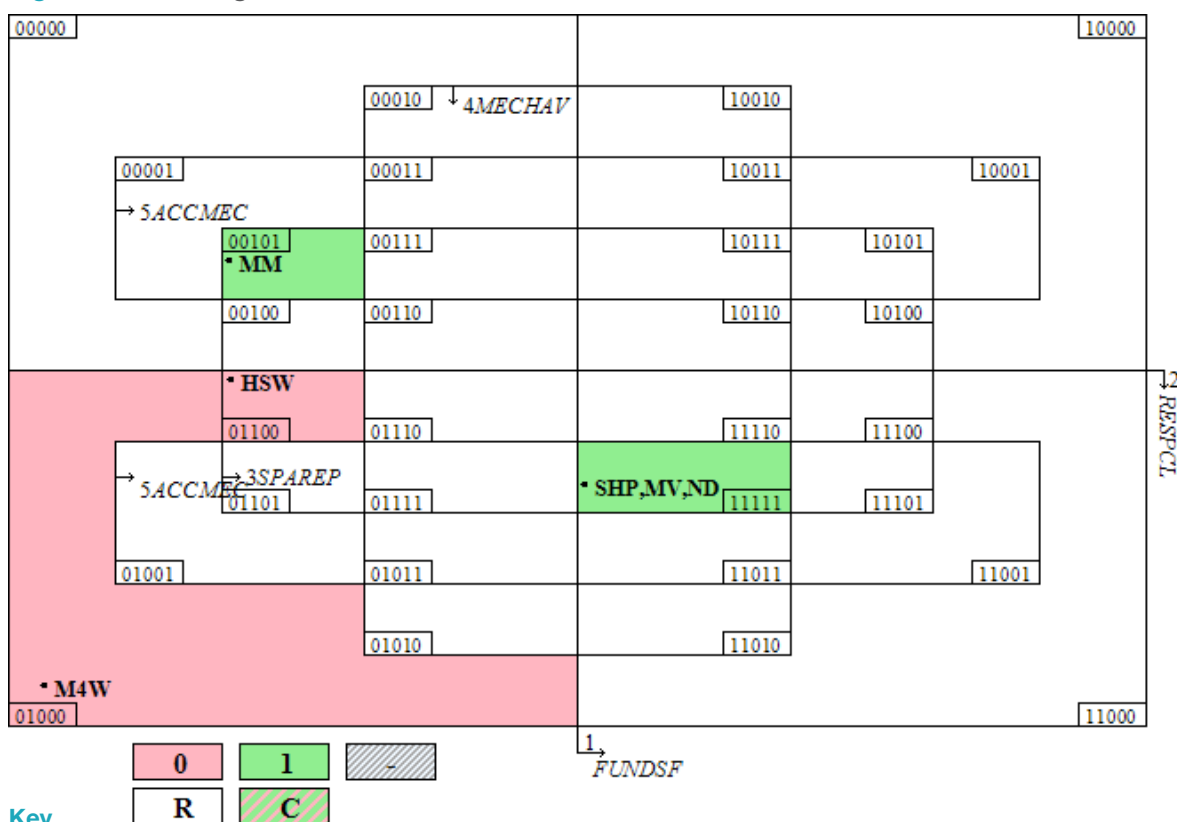 00000 10000
00010 4MECHAV 10010
00001 00011 10011 10001
5ACCMEC
00101 00111 10111 10101
MM
00100 00110 10110 10100
HSW 2
RESPCL
01100 01110 11110 11100
5ACCMEC 3SPAREP SHP,MV,ND
01101 01111 11111 11101
01001 01011 11011 11001
01010 11010
M4W
01000 11000
1
FUNDSF
0 1 -
Key R C